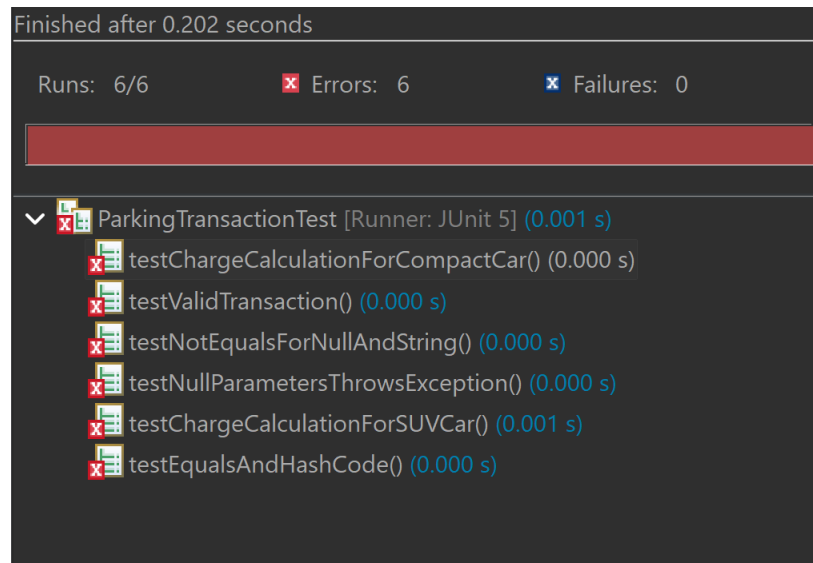 Finished after 0.202 seconds
Runs: 6/6 Errors: 6 Failures: 0
ParkingTransactionTest [Runner: JUnit 5] (0.001 s)
testChargeCalculationForCompactCar() (0.000 s)
testValidTransaction() (0.000 s)
testNotEqualsForNullAndString() (0.000 s)
testNullParametersThrowsException() (0.000 s)
testChargeCalculationForSUVCar() (0.001 s)
testEqualsAndHashCode() (0.000 s)